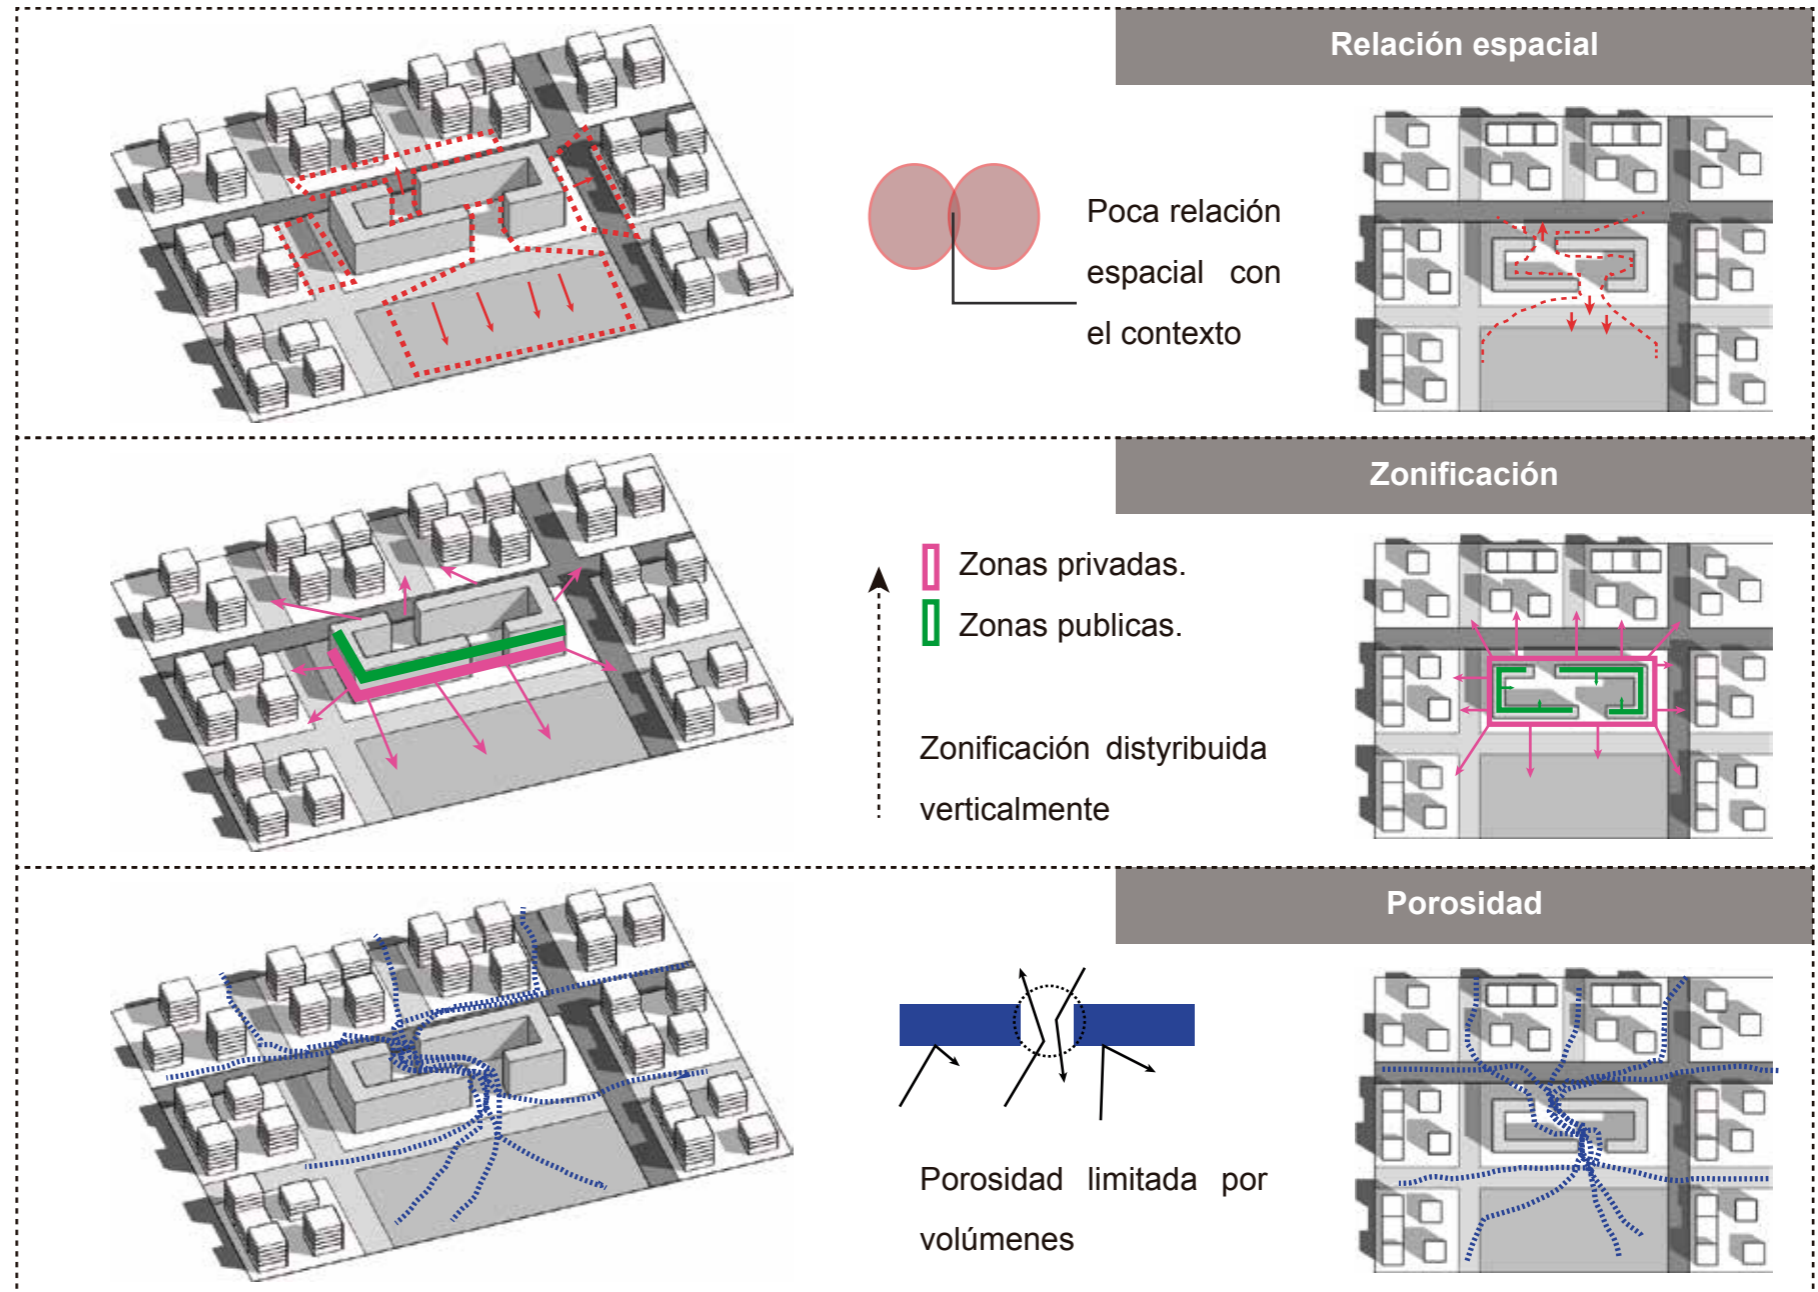 Relación espacial
Poca relación
espacial con
el contexto
Zonificación
Zonas privadas.
Zonas publicas.
Zonificación distyribuida
verticalmente
Porosidad
Porosidad limitada por
volúmenes